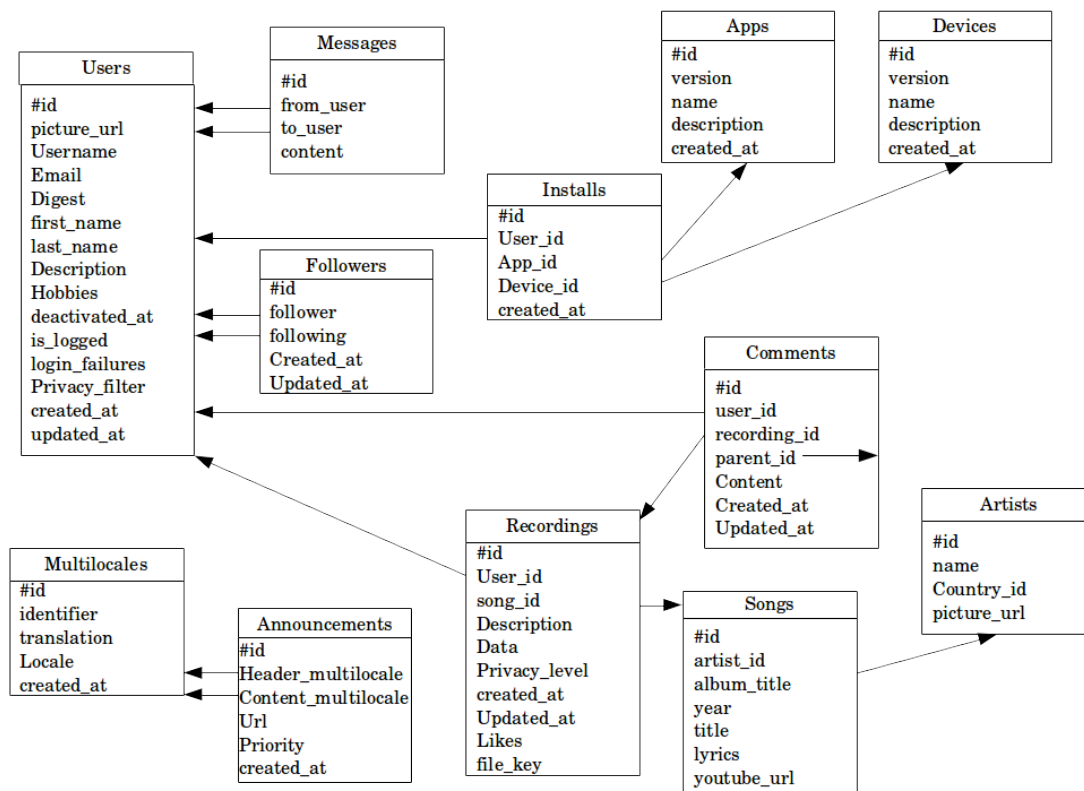 Users
#id
picture_url
Username
Email
Digest
first_name
last_name
Description
Hobbies
deactivated_at
is_logged
login_failures
Privacy_filter
created_at
updated_at
Messages
#id
from_user
to_user
content
Apps
#id
version
name
description
created_at
Devices
#id
version
name
description
created_at
Installs
#id
User_id
App_id
Device_id
created_at
Followers
#id
follower
following
Created_at
Updated_at
Comments
#id
user_id
recording_id
parent_id
Content
Created_at
Updated_at
Artists
#id
name
Country_id
picture_url
Recordings
#id
User_id
song_id
Description
Data
Privacy_level
created_at
Updated_at
Likes
file_key
Songs
#id
artist_id
album_title
year
title
lyrics
youtube_url
Multilocales
#id
identifier
translation
Locale
created_at
Announcements
#id
Header_multilocale
Content_multilocale
Url
Priority
created_at